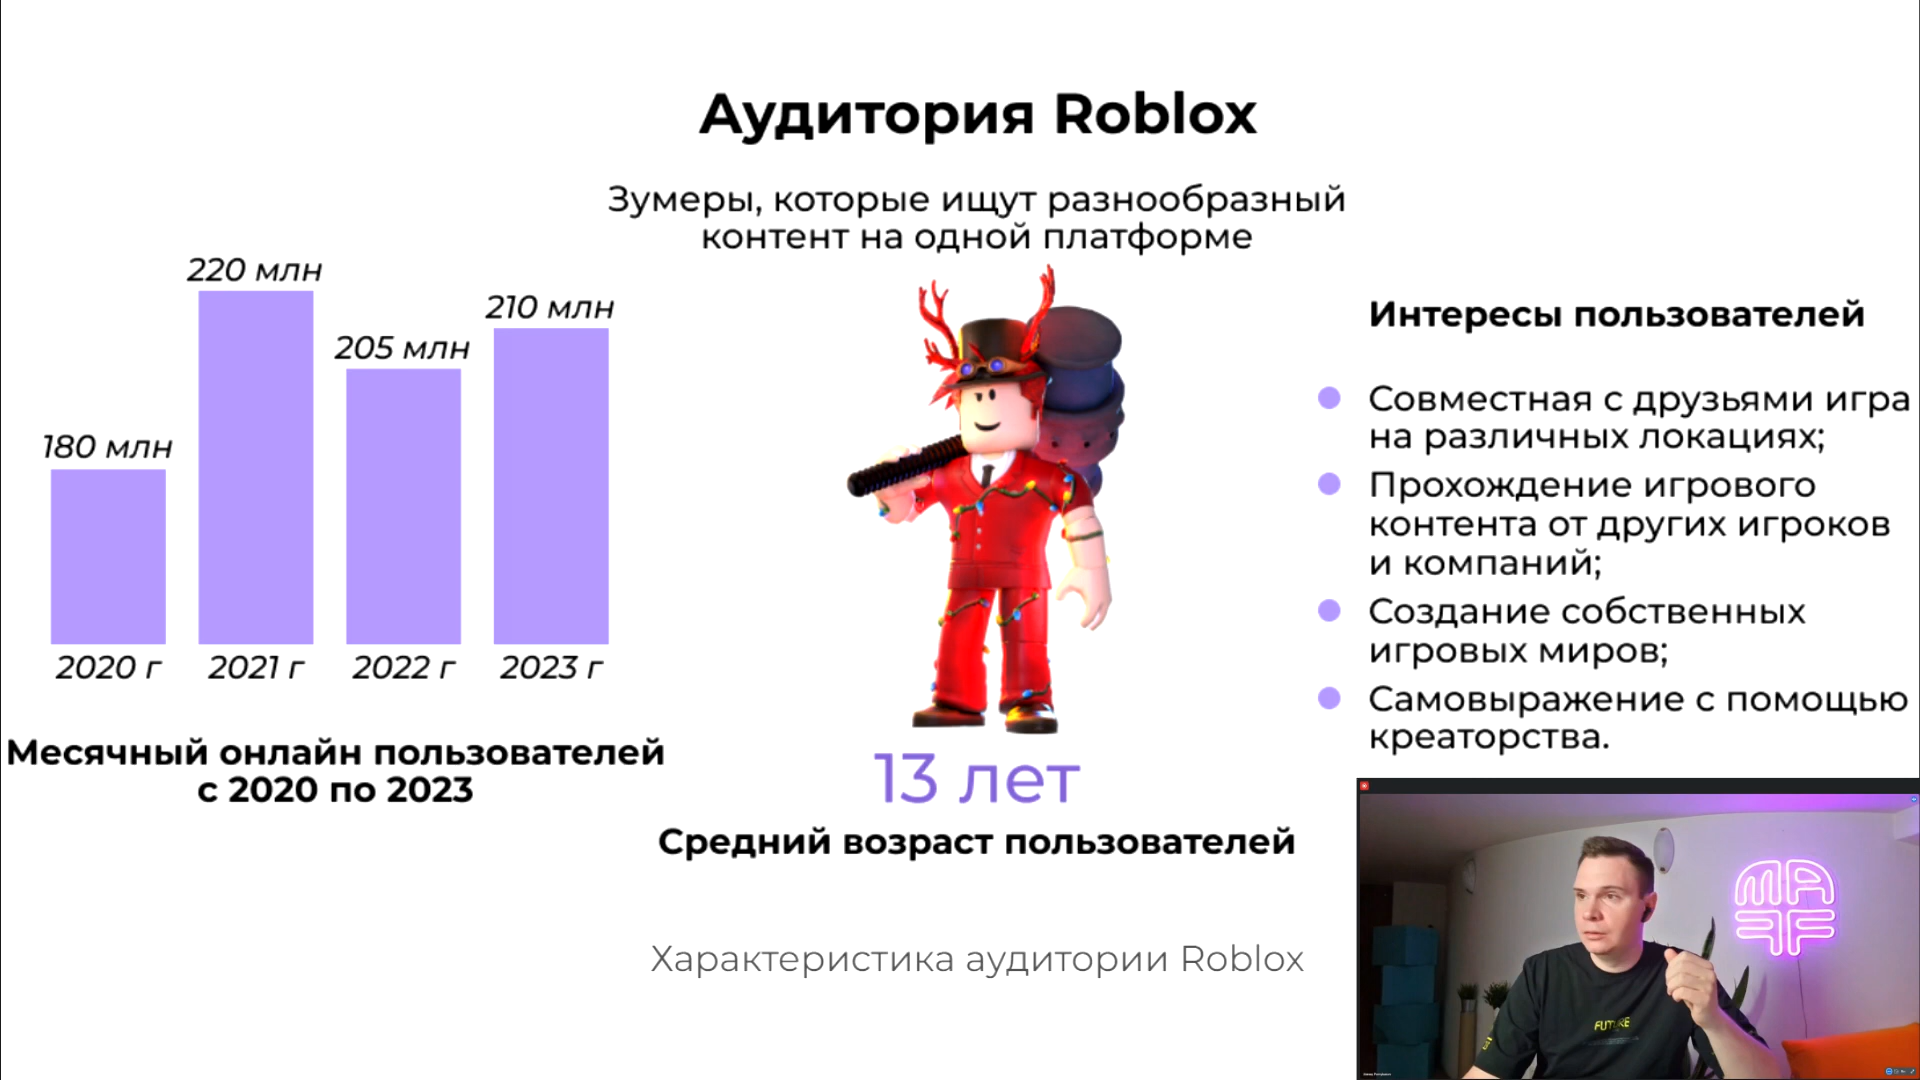 Аудитория Roblox
Зумеры, которые ищут разнообразный
контент на одной платформе
220 млн
210 млн
205 млн
180 млн
2020 г
2021 г
2022 г
2023 г
Месячный онлайн пользователей
с 2020 по 2023
13 лет
Средний возраст пользователей
Интересы пользователей
Совместная с друзьями игра
на различных локациях;
Прохождение игрового
контента от других игроков
и компаний;
Создание собственных
игровых миров;
Самовыражение с помощью
креаторства.
Характеристика аудитории Roblox
MA
FF
FUTURE